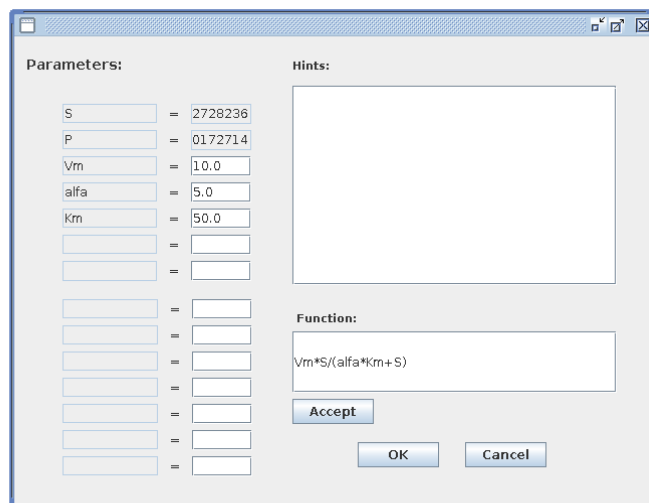 Parameters:
Hints:
S = 2728236
P = 0172714
Vm = 10.0
alfa = 5.0
Km = 50.0
=
=
=
=
=
=
=
=
=
Function:
Vm*S/(alfa*Km+S)
Accept
OK Cancel